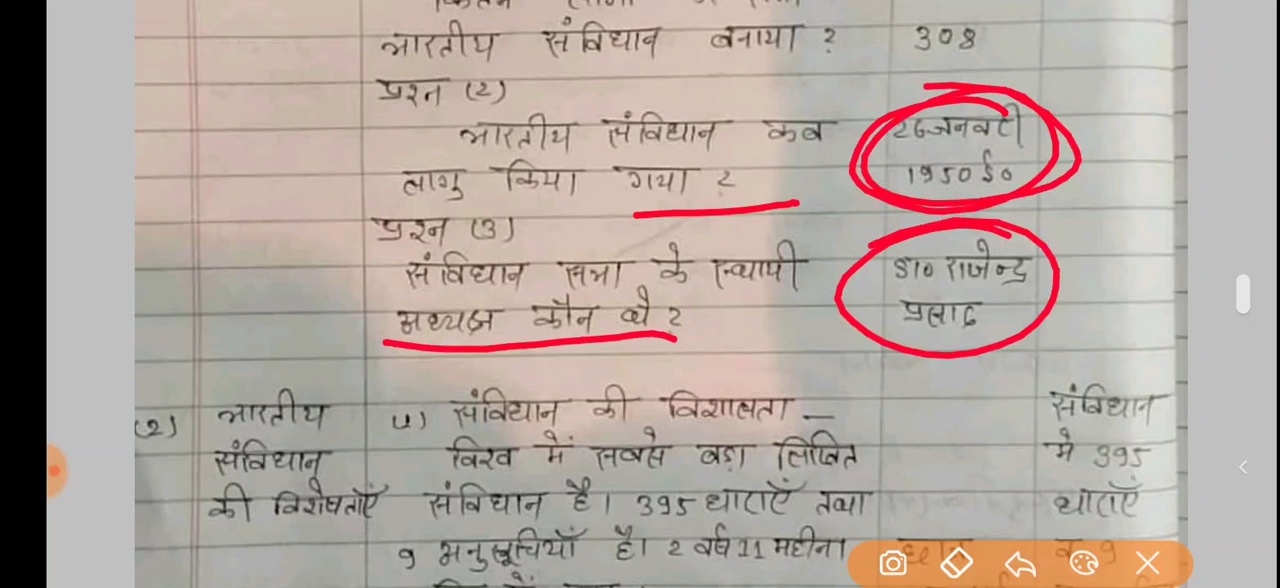 भारतीय संविधान बनाया ? 308
प्रश्न (2)
भारतीय संविधान कब 26 जनवरी
लागु किया गया ? 1950 ई०
प्रश्न (3)
संविधान सभा के स्थायी डा० राजेन्द्र
अध्यक्ष कौन थे ? प्रसाद
(2) भारतीय (1) संविधान की विशालता — संविधान
संविधान विश्व में सबसे बड़ा लिखित मे 395
की विशेषताएँ संविधान है। 395 धाराएँ तथा धाराएँ
9 अनुसूचियाँ है। 2 वर्ष 11 महीना व 9